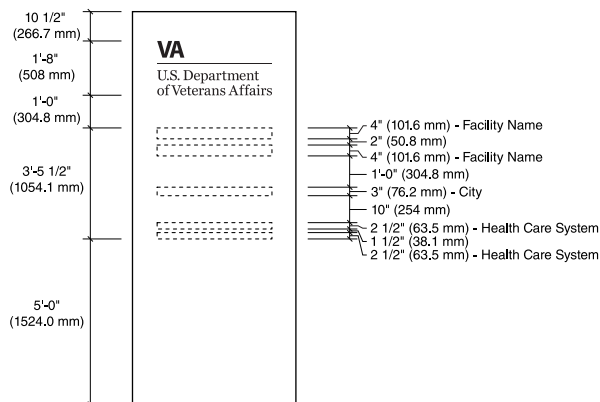 10 1/2"
(266.7 mm)
1'-8"
(508 mm)
1'-0"
(304.8 mm)
3'-5 1/2"
(1054.1 mm)
5'-0"
(1524.0 mm)
VA
U.S. Department
of Veterans Affairs
4" (101.6 mm) - Facility Name
2" (50.8 mm)
4" (101.6 mm) - Facility Name
1'-0" (304.8 mm)
3" (76.2 mm) - City
10" (254 mm)
2 1/2" (63.5 mm) - Health Care System
1 1/2" (38.1 mm)
2 1/2" (63.5 mm) - Health Care System